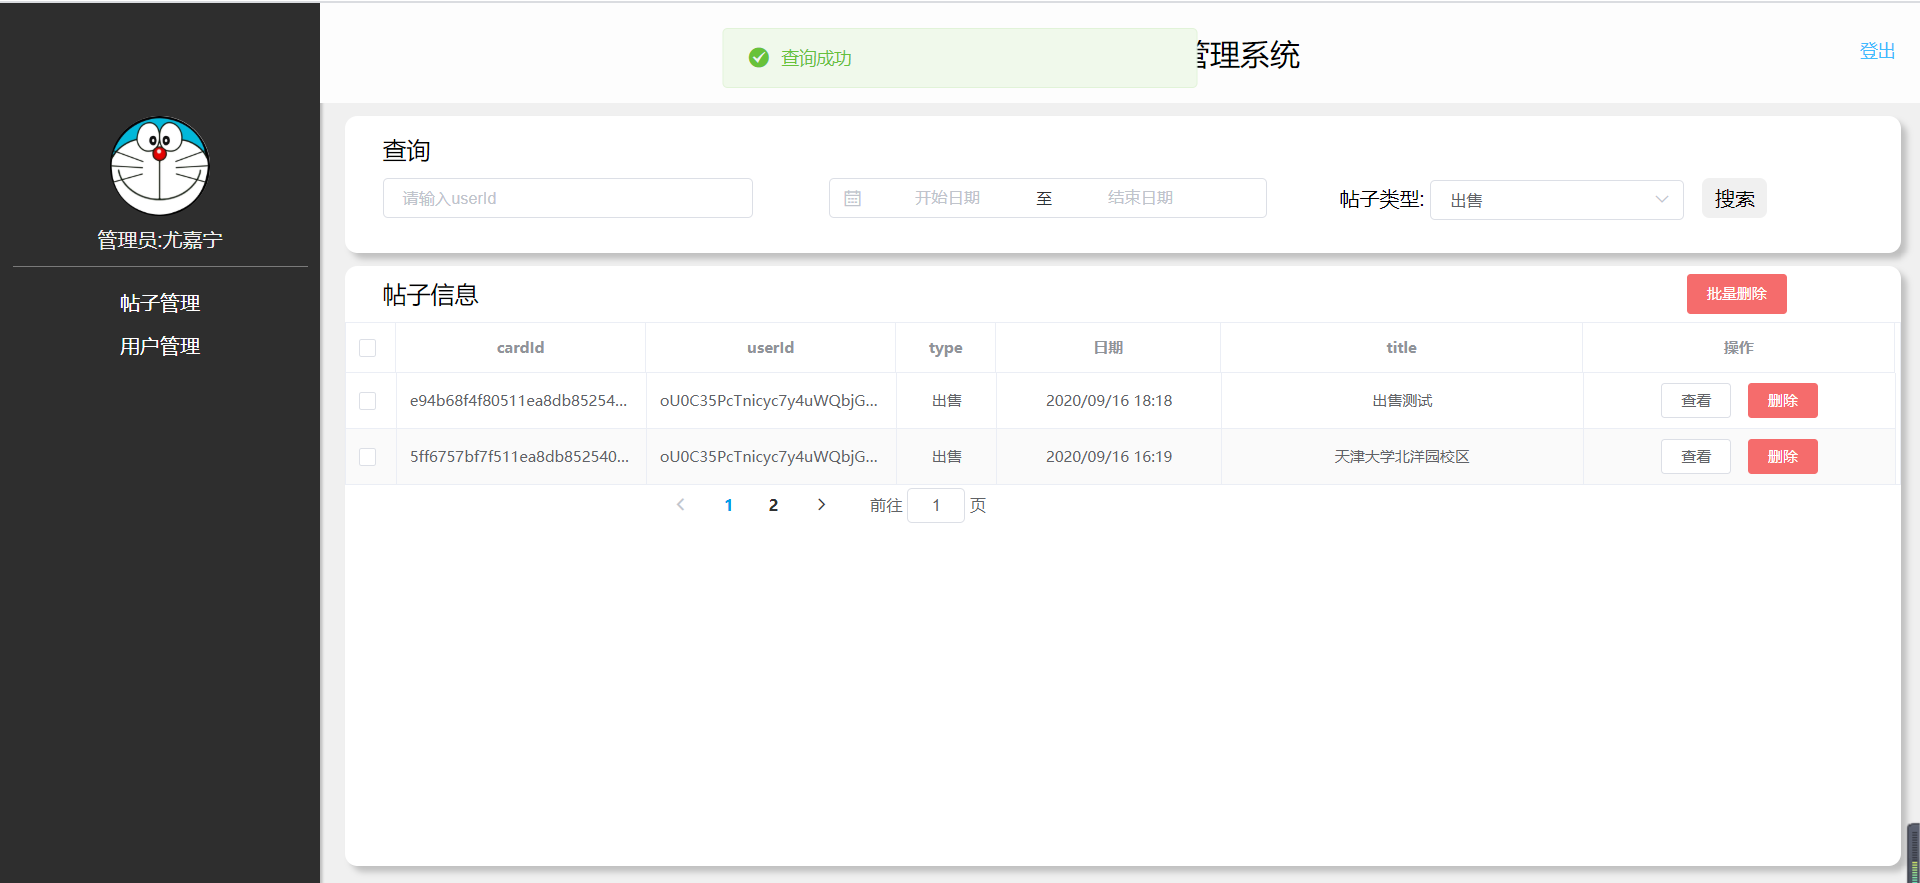 管理员:尤嘉宁
帖子管理
用户管理
查询成功
管理系统
登出
查询
请输入userId
开始日期 至 结束日期
帖子类型: 出售
搜索
帖子信息
批量删除
cardId userId type 日期 title 操作
e94b68f4f80511ea8db85254... oU0C35PcTnicyc7y4uWQbjG... 出售 2020/09/16 18:18 出售测试 查看 删除
5ff6757bf7f511ea8db852540... oU0C35PcTnicyc7y4uWQbjG... 出售 2020/09/16 16:19 天津大学北洋园校区 查看 删除
1 2 前往 1 页